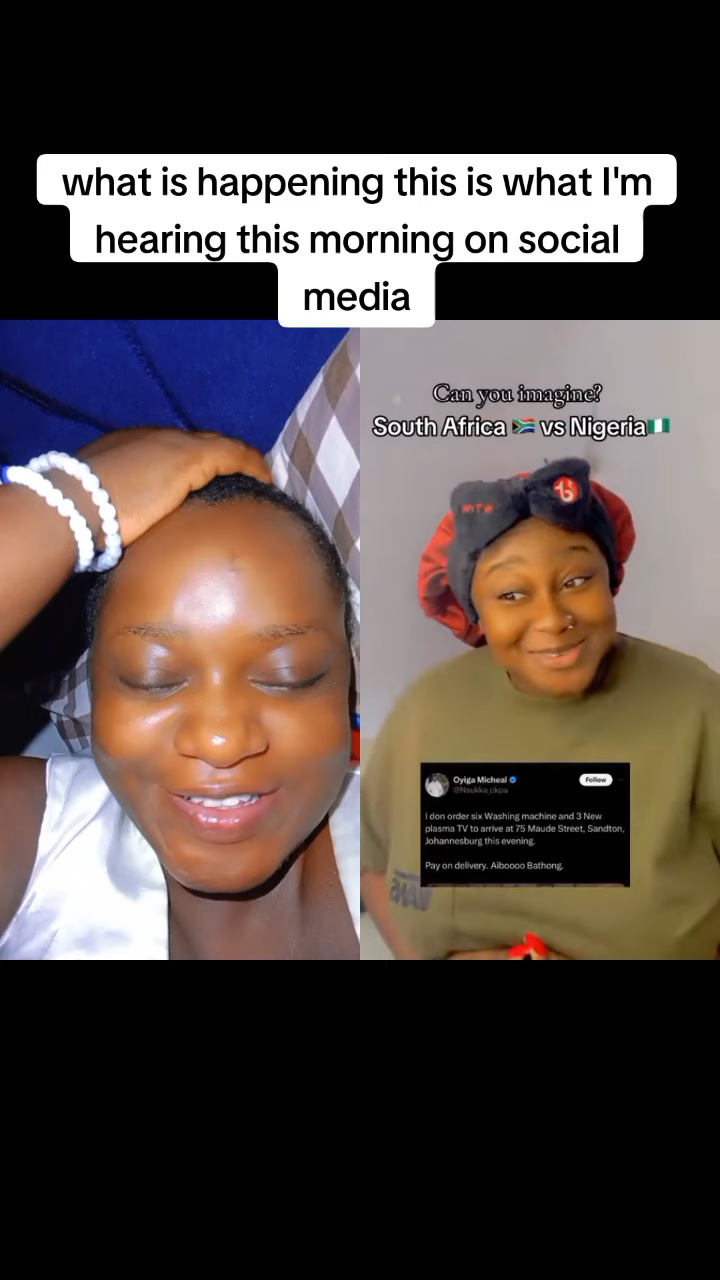 what is happening this is what I'm
hearing this morning on social
media
Can you imagine?
South Africa 🇿🇦 vs Nigeria🇳🇬
Oyiga Micheal
@Nsukka_okpa
Follow
I don order six Washing machine and 3 New
plasma TV to arrive at 75 Maude Street, Sandton,
Johannesburg this evening.
Pay on delivery. Aiboooo Bathong.
VANS